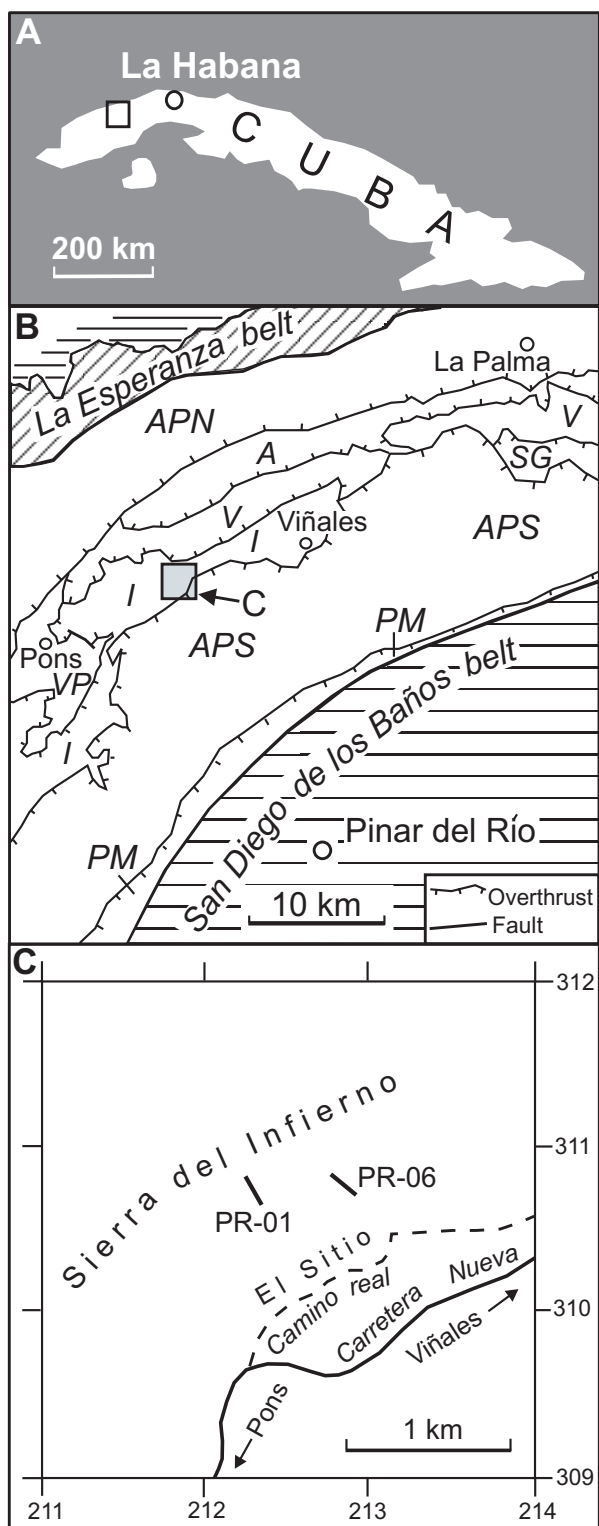 A
La Habana
CUBA
200 km
B
La Esperanza belt
La Palma
APN
V
A
SG
V
Viñales
APS
I
I
C
PM
APS
Pons
VP
I
San Diego de los Baños belt
Pinar del Río
PM
10 km
Overthrust
Fault
C
312
Sierra del Infierno
311
PR-06
PR-01
El Sitio
Camino real
Carretera Nueva
310
Viñales
Pons
1 km
309
211 212 213 214